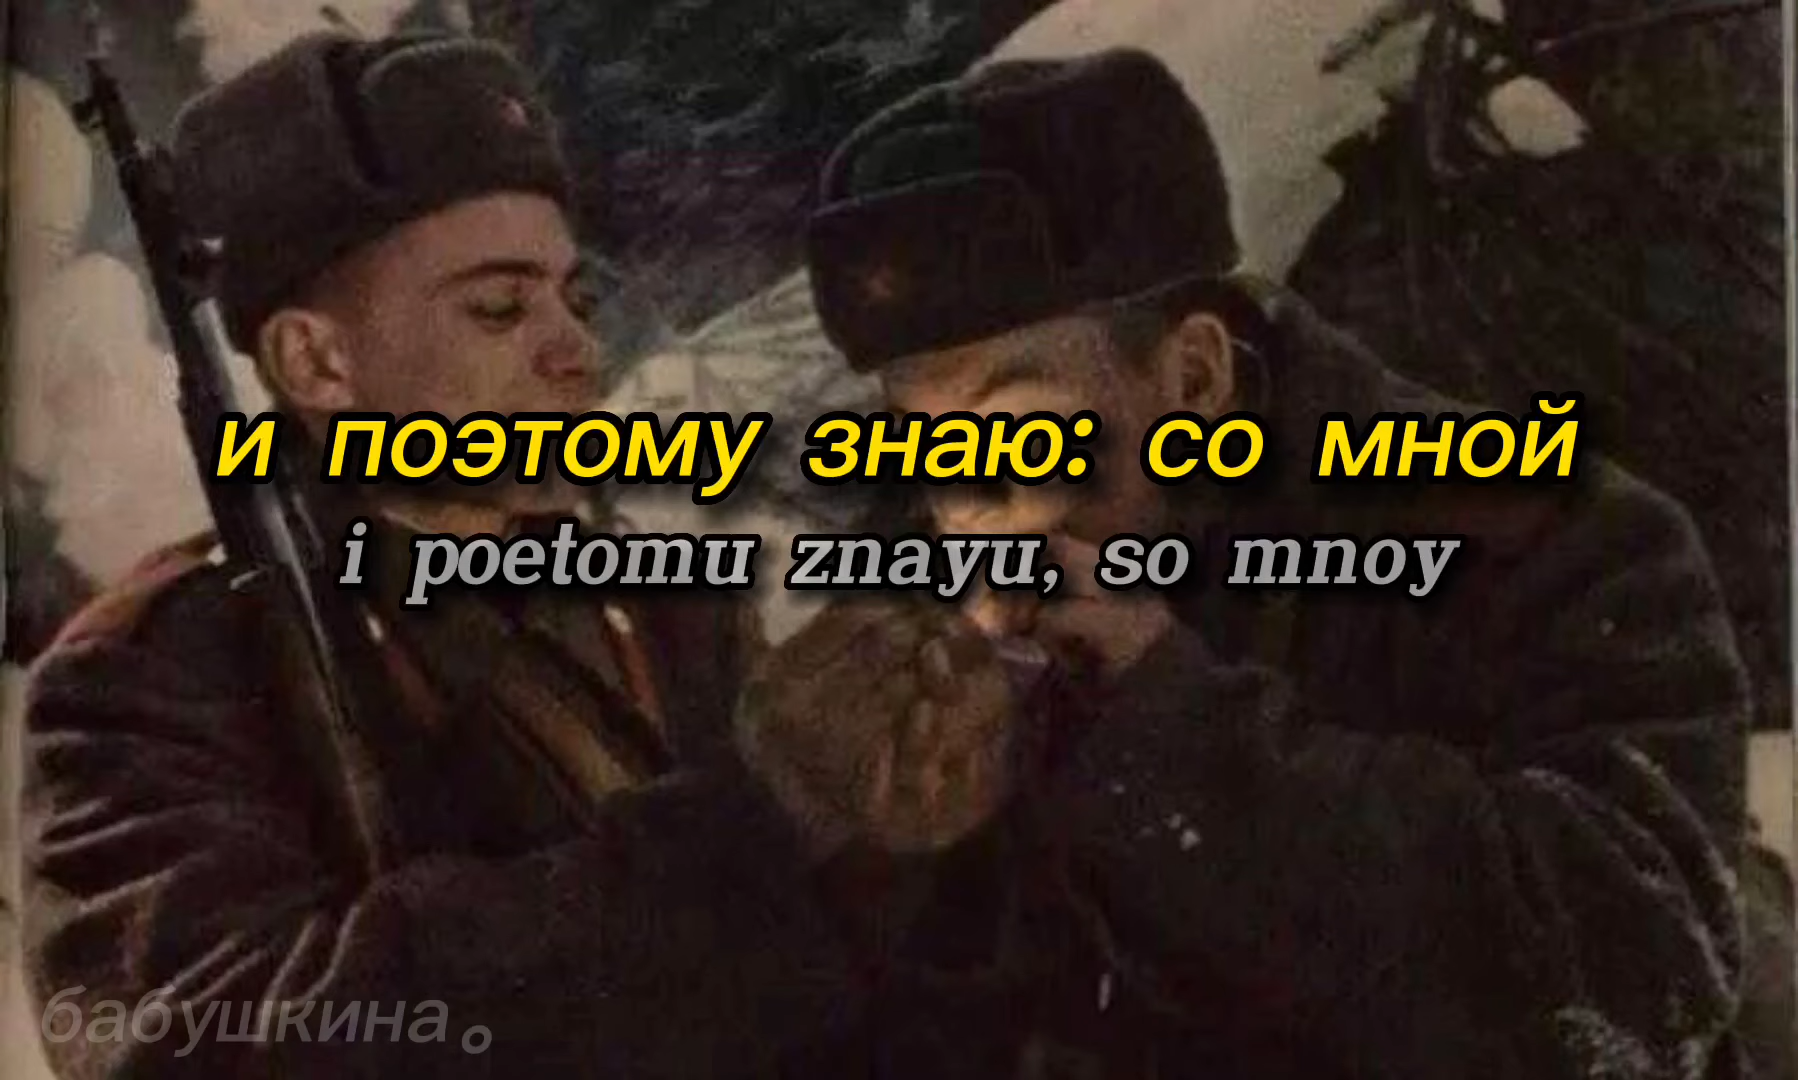 и поэтому знаю: со мной
i poetomu znayu, so mnoy
бабушкина。